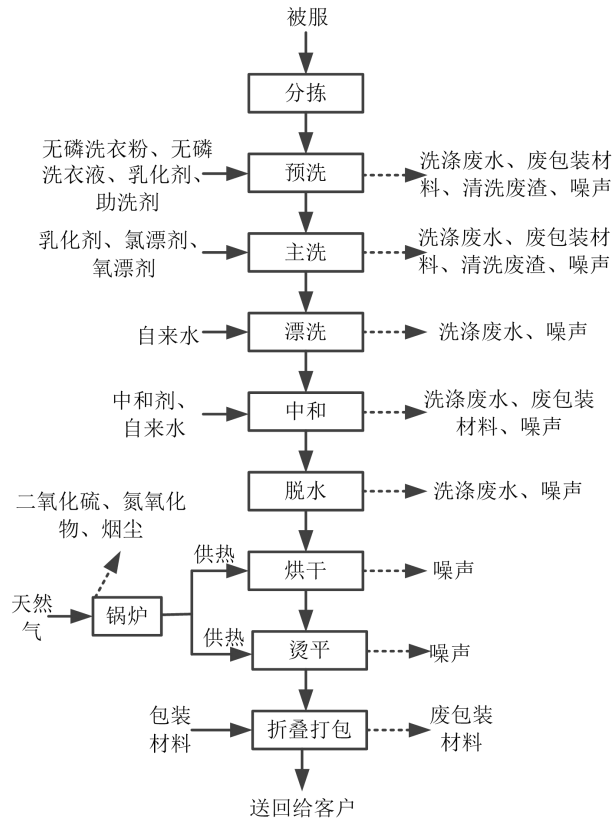 被服
分拣
无磷洗衣粉、无磷
洗衣液、乳化剂、
助洗剂
预洗
洗涤废水、废包装材
料、清洗废渣、噪声
乳化剂、氯漂剂、
氧漂剂
主洗
洗涤废水、废包装材
料、清洗废渣、噪声
自来水
漂洗
洗涤废水、噪声
中和剂、
自来水
中和
洗涤废水、废包装
材料、噪声
脱水
洗涤废水、噪声
二氧化硫、氮氧化
物、烟尘
供热
烘干
噪声
天然
气
锅炉
供热
烫平
噪声
包装
材料
折叠打包
废包装
材料
送回给客户